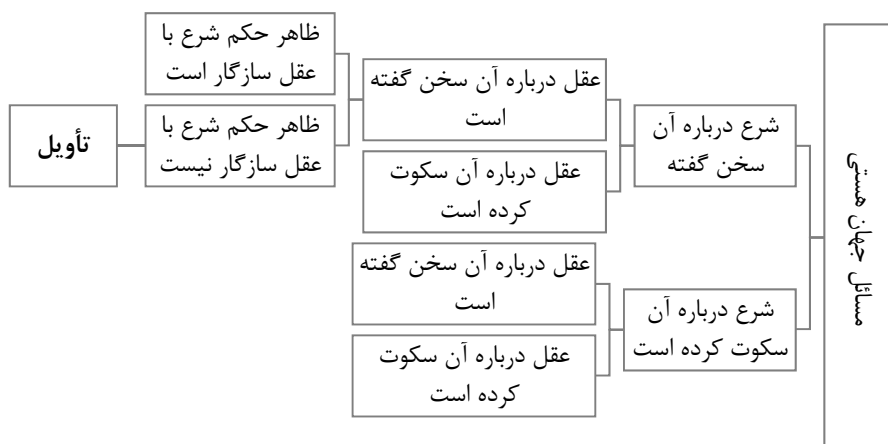 مسائل جهان هستی
شرع درباره آن
سخن گفته
عقل درباره آن سخن گفته
است
ظاهر حکم شرع با
عقل سازگار است
ظاهر حکم شرع با
عقل سازگار نیست
تأویل
عقل درباره آن سکوت
کرده است
شرع درباره آن
سکوت کرده است
عقل درباره آن سخن گفته
است
عقل درباره آن سکوت
کرده است